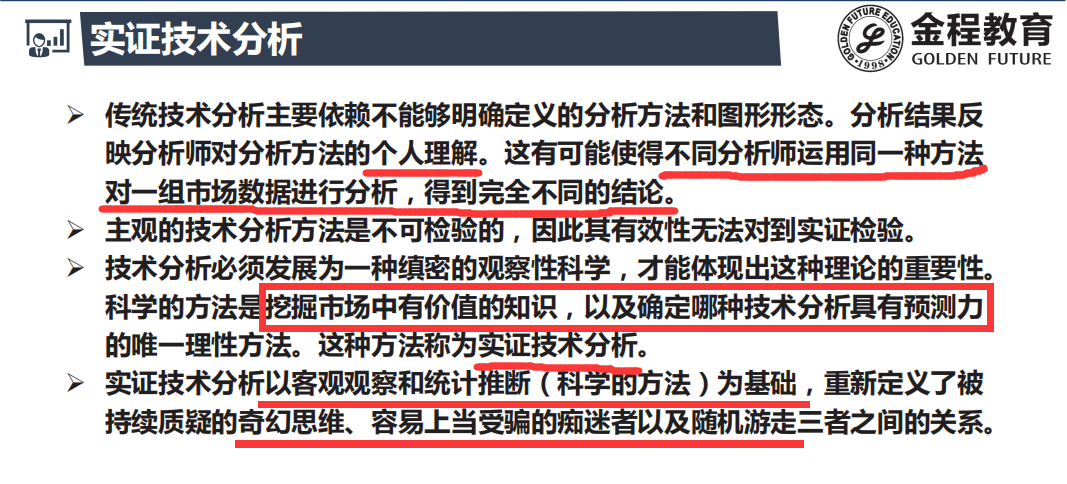 实证技术分析
GOLDEN FUTURE EDUCATION
1998
金程教育
GOLDEN FUTURE
传统技术分析主要依赖不能够明确定义的分析方法和图形形态。分析结果反
映分析师对分析方法的个人理解。这有可能使得不同分析师运用同一种方法
对一组市场数据进行分析，得到完全不同的结论。
主观的技术分析方法是不可检验的，因此其有效性无法对到实证检验。
技术分析必须发展为一种缜密的观察性科学，才能体现出这种理论的重要性。
科学的方法是挖掘市场中有价值的知识，以及确定哪种技术分析具有预测力
的唯一理性方法。这种方法称为实证技术分析。
实证技术分析以客观观察和统计推断（科学的方法）为基础，重新定义了被
持续质疑的奇幻思维、容易上当受骗的痴迷者以及随机游走三者之间的关系。